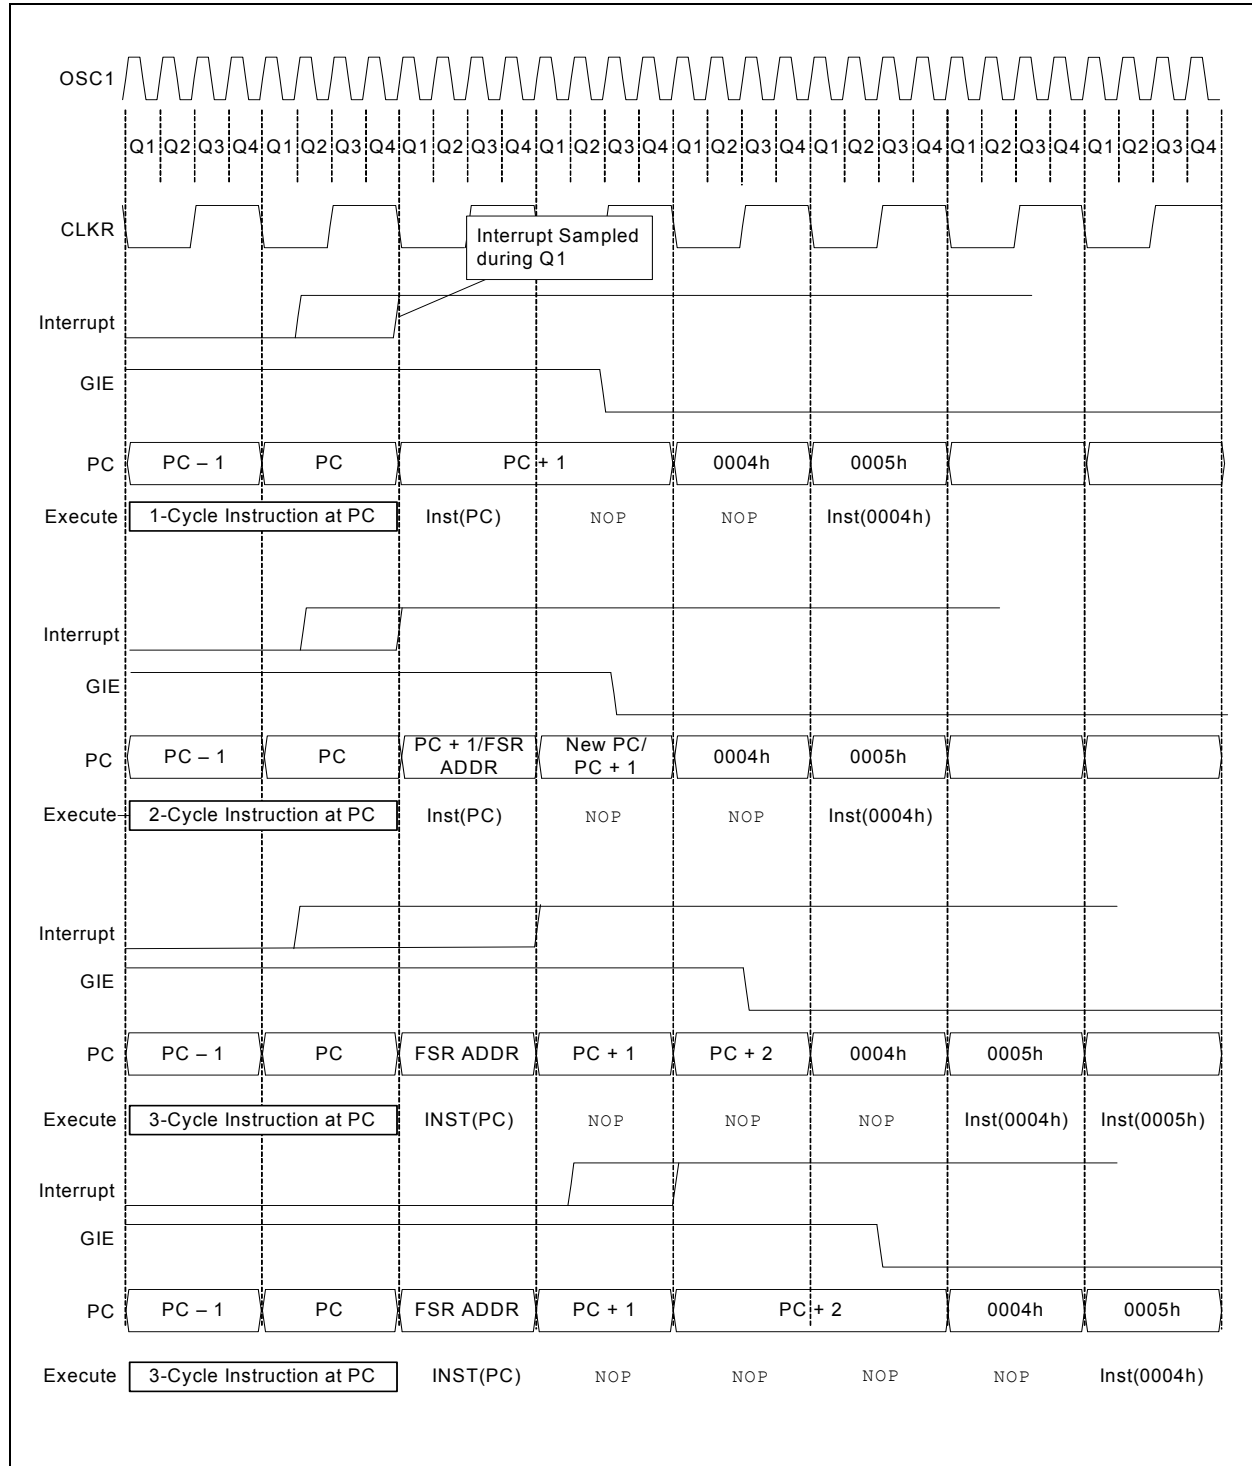 OSC1
Q1 Q2 Q3 Q4 Q1 Q2 Q3 Q4 Q1 Q2 Q3 Q4 Q1 Q2 Q3 Q4 Q1 Q2 Q3 Q4 Q1 Q2 Q3 Q4 Q1 Q2 Q3 Q4 Q1 Q2 Q3 Q4
CLKR
Interrupt Sampled
during Q1
Interrupt
GIE
PC PC – 1 PC PC + 1 0004h 0005h
Execute 1-Cycle Instruction at PC Inst(PC) NOP NOP Inst(0004h)
Interrupt
GIE
PC PC – 1 PC PC + 1/FSR ADDR New PC/ PC + 1 0004h 0005h
Execute 2-Cycle Instruction at PC Inst(PC) NOP NOP Inst(0004h)
Interrupt
GIE
PC PC – 1 PC FSR ADDR PC + 1 PC + 2 0004h 0005h
Execute 3-Cycle Instruction at PC INST(PC) NOP NOP NOP Inst(0004h) Inst(0005h)
Interrupt
GIE
PC PC – 1 PC FSR ADDR PC + 1 PC + 2 0004h 0005h
Execute 3-Cycle Instruction at PC INST(PC) NOP NOP NOP NOP Inst(0004h)